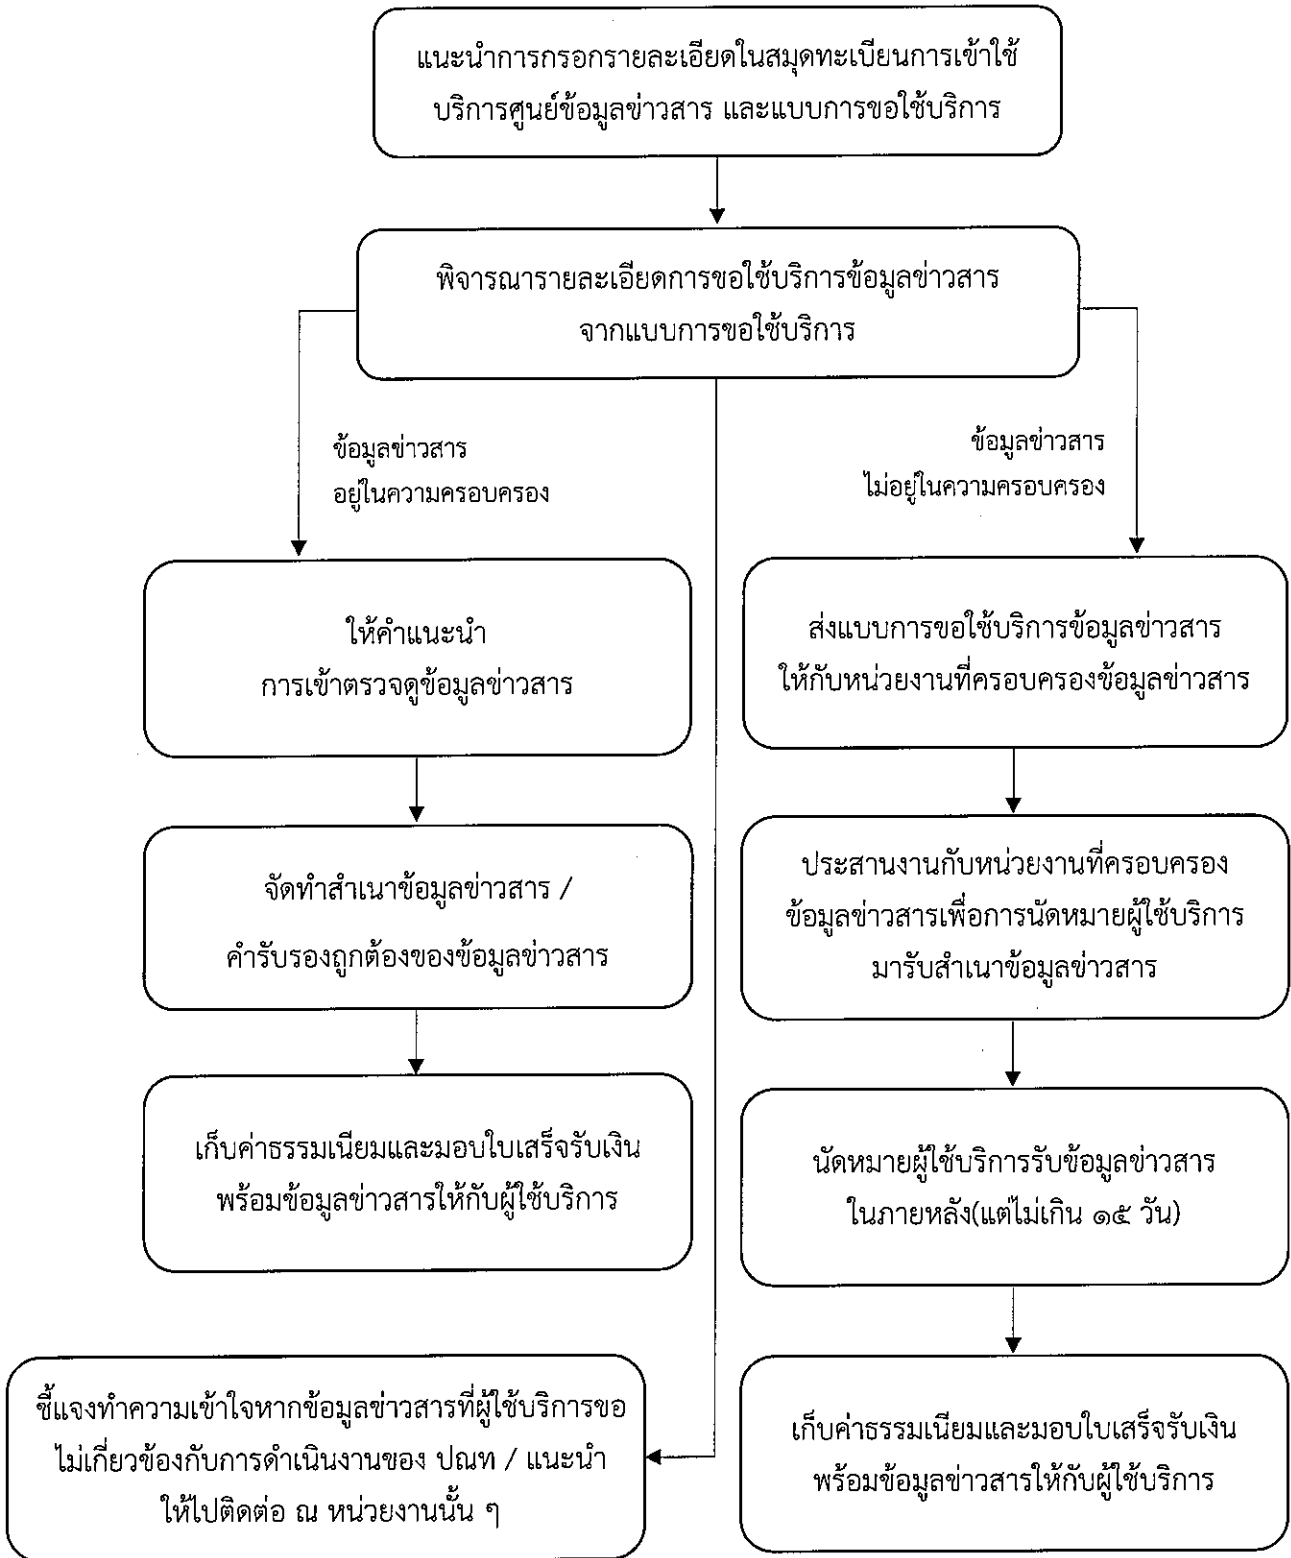 แนะนำการกรอกรายละเอียดในสมุดทะเบียนการเข้าใช้
บริการศูนย์ข้อมูลข่าวสาร และแบบการขอใช้บริการ
พิจารณารายละเอียดการขอใช้บริการข้อมูลข่าวสาร
จากแบบการขอใช้บริการ
ข้อมูลข่าวสาร
อยู่ในความครอบครอง
ข้อมูลข่าวสาร
ไม่อยู่ในความครอบครอง
ให้คำแนะนำ
การเข้าตรวจดูข้อมูลข่าวสาร
จัดทำสำเนาข้อมูลข่าวสาร /
คำรับรองถูกต้องของข้อมูลข่าวสาร
เก็บค่าธรรมเนียมและมอบใบเสร็จรับเงิน
พร้อมข้อมูลข่าวสารให้กับผู้ใช้บริการ
ส่งแบบการขอใช้บริการข้อมูลข่าวสาร
ให้กับหน่วยงานที่ครอบครองข้อมูลข่าวสาร
ประสานงานกับหน่วยงานที่ครอบครอง
ข้อมูลข่าวสารเพื่อการนัดหมายผู้ใช้บริการ
มารับสำเนาข้อมูลข่าวสาร
นัดหมายผู้ใช้บริการรับข้อมูลข่าวสาร
ในภายหลัง(แต่ไม่เกิน ๑๕ วัน)
เก็บค่าธรรมเนียมและมอบใบเสร็จรับเงิน
พร้อมข้อมูลข่าวสารให้กับผู้ใช้บริการ
ชี้แจงทำความเข้าใจหากข้อมูลข่าวสารที่ผู้ใช้บริการขอ
ไม่เกี่ยวข้องกับการดำเนินงานของ ปณท / แนะนำ
ให้ไปติดต่อ ณ หน่วยงานนั้น ๆ